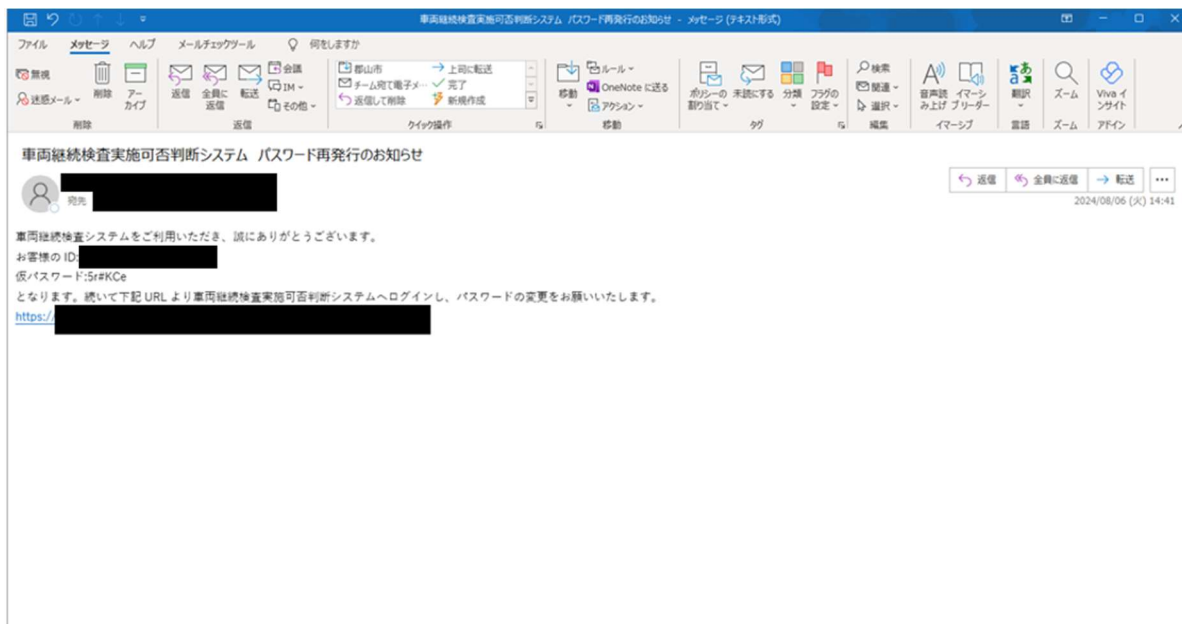 車両継続検査実施可否判断システム パスワード再発行のお知らせ - メッセージ (テキスト形式)
ファイル メッセージ ヘルプ メールチェックツール 何をしますか
無視
迷惑メール
削除
アーカイブ
削除
返信
全員に返信
転送
会議
IM
その他
返信
郡山市
チーム宛て電子メ…
返信して削除
上司に転送
完了
新規作成
クイック操作
移動
ルール
OneNote に送る
アクション
移動
ポリシーの割り当て
未読にする
分類
フラグの設定
タグ
検索
関連
選択
編集
音声読み上げ
イマーシブリーダー
イマーシブ
翻訳
言語
ズーム
ズーム
Viva インサイト
アドイン
車両継続検査実施可否判断システム パスワード再発行のお知らせ
宛先
返信 全員に返信 転送
2024/08/06 (火) 14:41
車両継続検査システムをご利用いただき、誠にありがとうございます。
お客様の ID:
仮パスワード:5r#KCe
となります。続いて下記 URL より車両継続検査実施可否判断システムへログインし、パスワードの変更をお願いいたします。
https:/